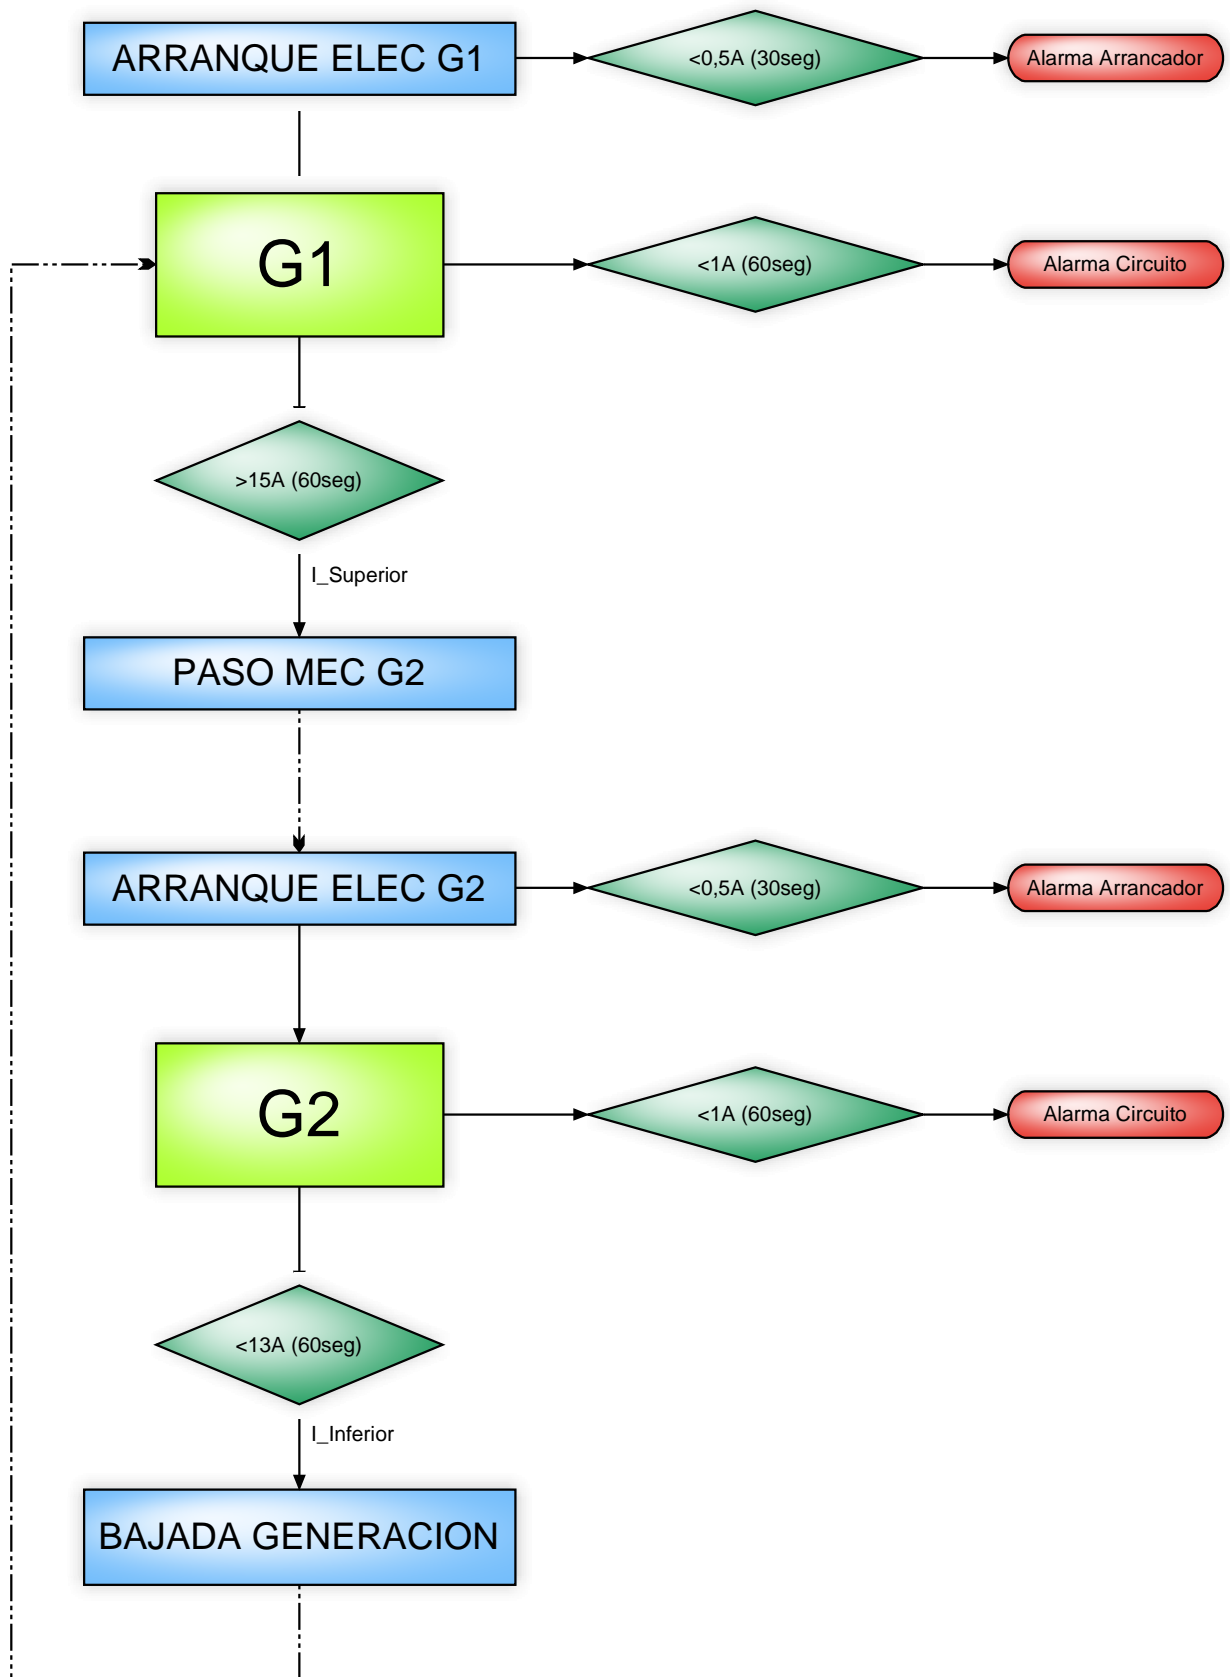 ARRANQUE ELEC G1
<0,5A (30seg)
Alarma Arrancador
G1
<1A (60seg)
Alarma Circuito
>15A (60seg)
I_Superior
PASO MEC G2
ARRANQUE ELEC G2
<0,5A (30seg)
Alarma Arrancador
G2
<1A (60seg)
Alarma Circuito
<13A (60seg)
I_Inferior
BAJADA GENERACION